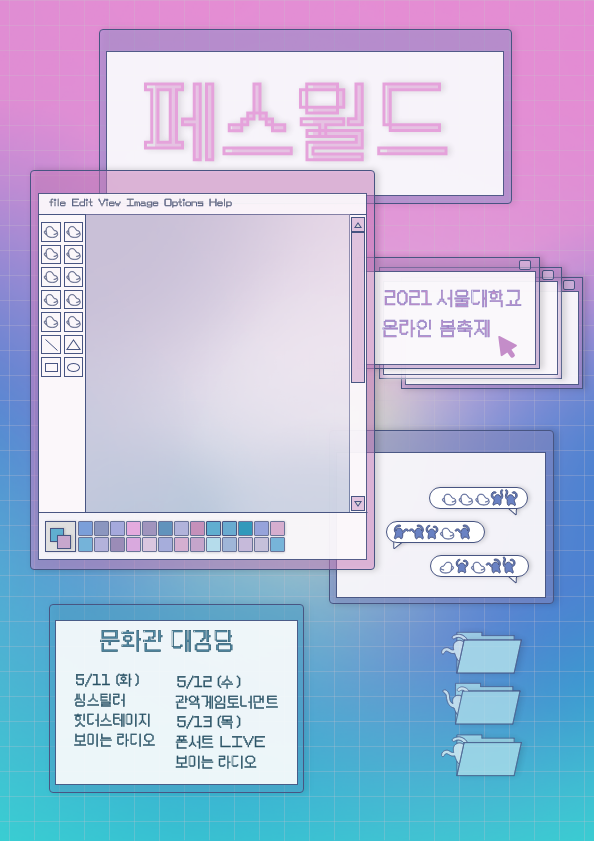 페스월드
file Edit View Image Options Help
2021 서울대학교
온라인 봄축제
문화관 대강당
5/11 (화)
싱스틸러
힛더스테이지
보이는 라디오
5/12 (수)
관악게임토너먼트
5/13 (목)
폰서트 LIVE
보이는 라디오